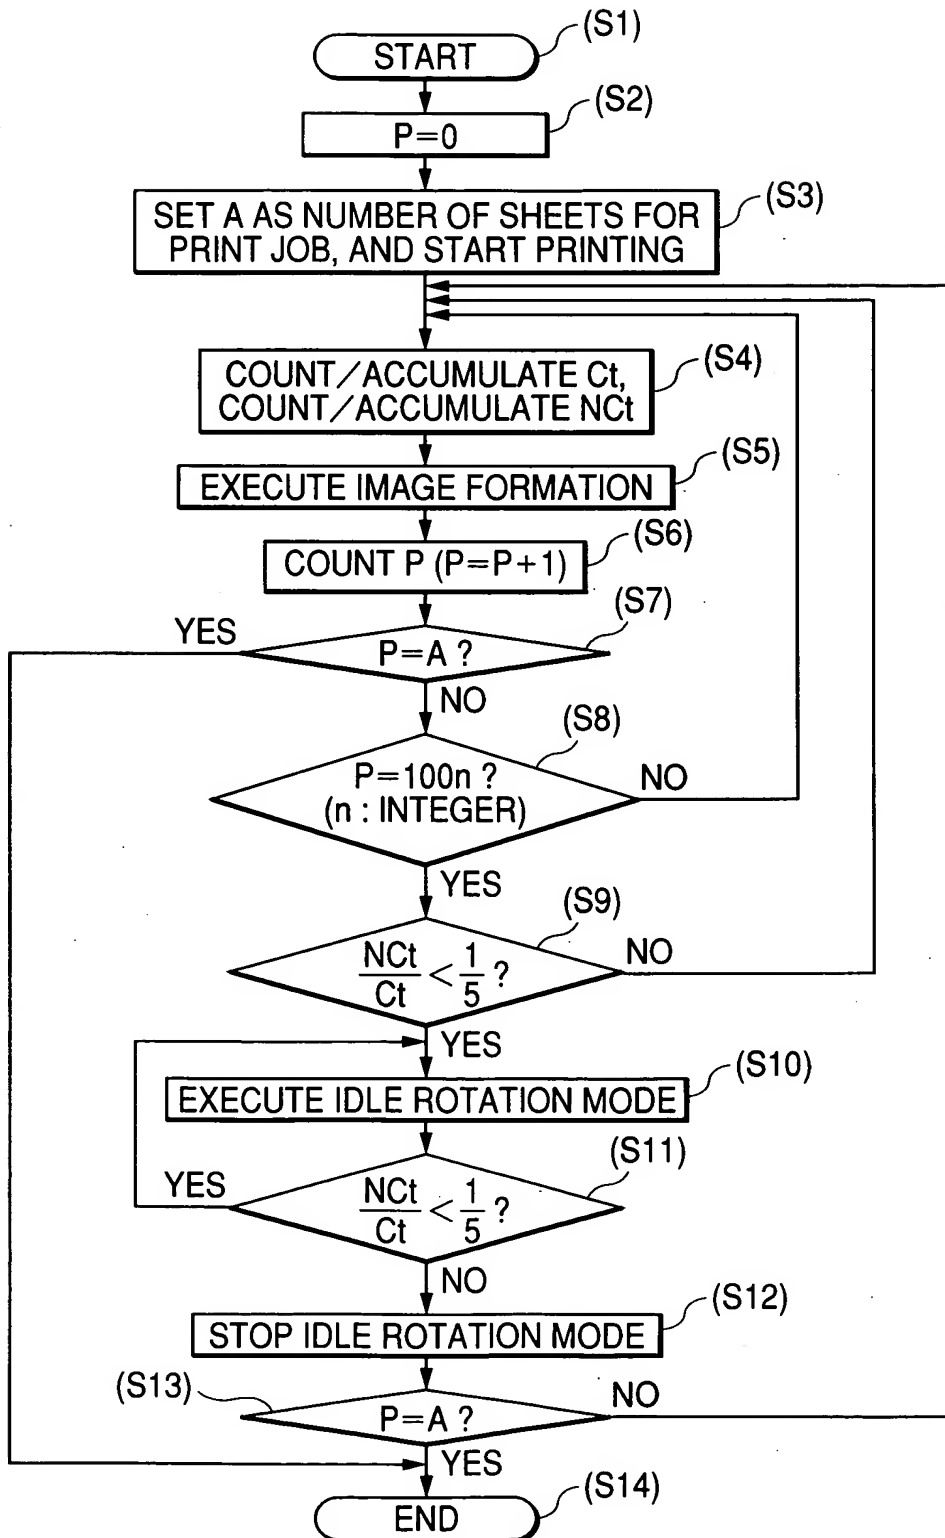 (S1)
START
(S2)
P=0
(S3)
SET A AS NUMBER OF SHEETS FOR
PRINT JOB, AND START PRINTING
(S4)
COUNT/ACCUMULATE Ct,
COUNT/ACCUMULATE NCt
(S5)
EXECUTE IMAGE FORMATION
(S6)
COUNT P (P=P+1)
(S7)
YES
P=A ?
NO
(S8)
P=100n ?
(n : INTEGER)
NO
YES
(S9)
NCt/Ct < 1/5 ?
NO
YES
(S10)
EXECUTE IDLE ROTATION MODE
(S11)
YES
NCt/Ct < 1/5 ?
NO
(S12)
STOP IDLE ROTATION MODE
(S13)
P=A ?
NO
YES
(S14)
END